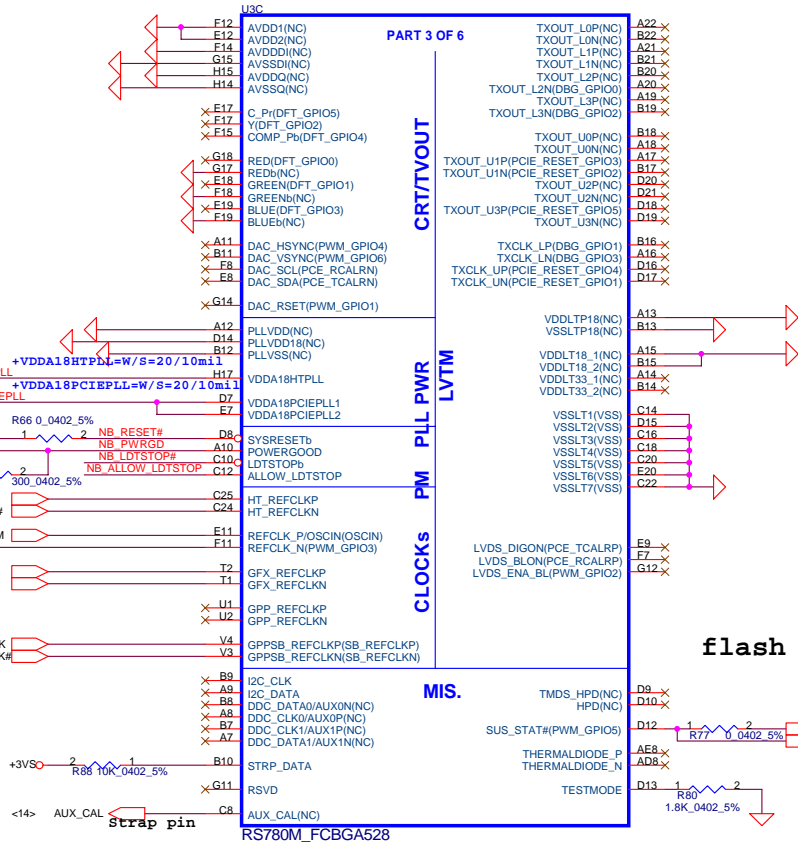 U3C
PART 3 OF 6
F12 AVDD1(NC)
E12 AVDD2(NC)
F14 AVDDDI(NC)
G15 AVSSDI(NC)
H15 AVDDQ(NC)
H14 AVSSQ(NC)
E17 C_Pr(DFT_GPIO5)
F17 Y(DFT_GPIO2)
F15 COMP_Pb(DFT_GPIO4)
G18 RED(DFT_GPIO0)
G17 REDb(NC)
E18 GREEN(DFT_GPIO1)
F18 GREENb(NC)
E19 BLUE(DFT_GPIO3)
F19 BLUEb(NC)
A11 DAC_HSYNC(PWM_GPIO4)
B11 DAC_VSYNC(PWM_GPIO6)
F8 DAC_SCL(PCE_RCALRN)
E8 DAC_SDA(PCE_TCALRN)
G14 DAC_RSET(PWM_GPIO1)
CRT/TVOUT
TXOUT_L0P(NC) A22
TXOUT_L0N(NC) B22
TXOUT_L1P(NC) A21
TXOUT_L1N(NC) B21
TXOUT_L2P(NC) B20
TXOUT_L2N(DBG_GPIO0) A20
TXOUT_L3P(NC) A19
TXOUT_L3N(DBG_GPIO2) B19
TXOUT_U0P(NC) B18
TXOUT_U0N(NC) A18
TXOUT_U1P(PCIE_RESET_GPIO3) A17
TXOUT_U1N(PCIE_RESET_GPIO2) B17
TXOUT_U2P(NC) D20
TXOUT_U2N(NC) D21
TXOUT_U3P(PCIE_RESET_GPIO5) D18
TXOUT_U3N(NC) D19
TXCLK_LP(DBG_GPIO1) B16
TXCLK_LN(DBG_GPIO3) A16
TXCLK_UP(PCIE_RESET_GPIO4) D16
TXCLK_UN(PCIE_RESET_GPIO1) D17
A12 PLLVDD(NC)
D14 PLLVDD18(NC)
B12 PLLVSS(NC)
+VDDA18HTPLL=W/S=20/10mil
H17 VDDA18HTPLL
+VDDA18PCIEPLL=W/S=20/10mil
D7 VDDA18PCIEPLL1
E7 VDDA18PCIEPLL2
PLL PWR
LVTM
VDDLTP18(NC) A13
VSSLTP18(NC) B13
VDDLT18_1(NC) A15
VDDLT18_2(NC) B15
VDDLT33_1(NC) A14
VDDLT33_2(NC) B14
VSSLT1(VSS) C14
VSSLT2(VSS) D15
VSSLT3(VSS) C16
VSSLT4(VSS) C18
VSSLT5(VSS) C20
VSSLT6(VSS) E20
VSSLT7(VSS) C22
R66 0_0402_5%
1 2 NB_RESET# D8 SYSRESETb
NB_PWRGD A10 POWERGOOD
NB_LDTSTOP# C10 LDTSTOPb
2 NB_ALLOW_LDTSTOP C12 ALLOW_LDTSTOP
300_0402_5%
PM
C25 HT_REFCLKP
C24 HT_REFCLKN
E11 REFCLK_P/OSCIN(OSCIN)
F11 REFCLK_N(PWM_GPIO3)
T2 GFX_REFCLKP
T1 GFX_REFCLKN
U1 GPP_REFCLKP
U2 GPP_REFCLKN
V4 GPPSB_REFCLKP(SB_REFCLKP)
V3 GPPSB_REFCLKN(SB_REFCLKN)
CLOCKs
LVDS_DIGON(PCE_TCALRP) E9
LVDS_BLON(PCE_RCALRP) F7
LVDS_ENA_BL(PWM_GPIO2) G12
flash
MIS.
B9 I2C_CLK
A9 I2C_DATA
B8 DDC_DATA0/AUX0N(NC)
A8 DDC_CLK0/AUX0P(NC)
B7 DDC_CLK1/AUX1P(NC)
A7 DDC_DATA1/AUX1N(NC)
+3VS 2 1 B10 STRP_DATA
R88 10K_0402_5%
G11 RSVD
<14> AUX_CAL C8 AUX_CAL(NC)
Strap pin
TMDS_HPD(NC) D9
HPD(NC) D10
SUS_STAT#(PWM_GPIO5) D12 1 2
R77 0_0402_5%
THERMALDIODE_P AE8
THERMALDIODE_N AD8
TESTMODE D13 1 2
R80
1.8K_0402_5%
RS780M_FCBGA528